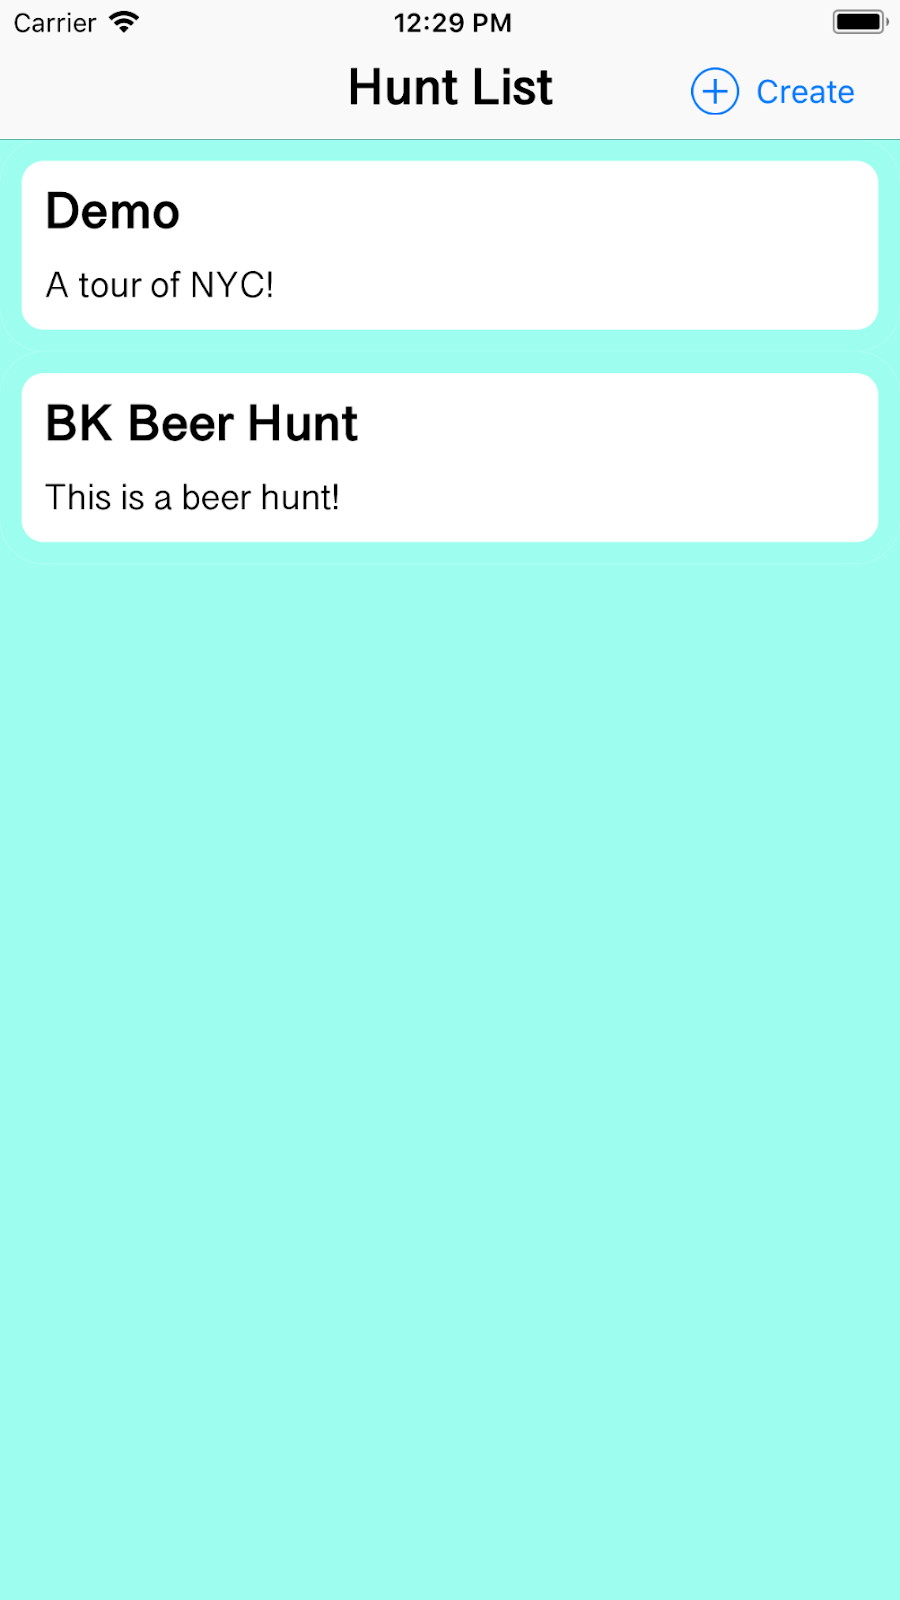 Carrier 12:29 PM
Hunt List Create
Demo
A tour of NYC!
BK Beer Hunt
This is a beer hunt!